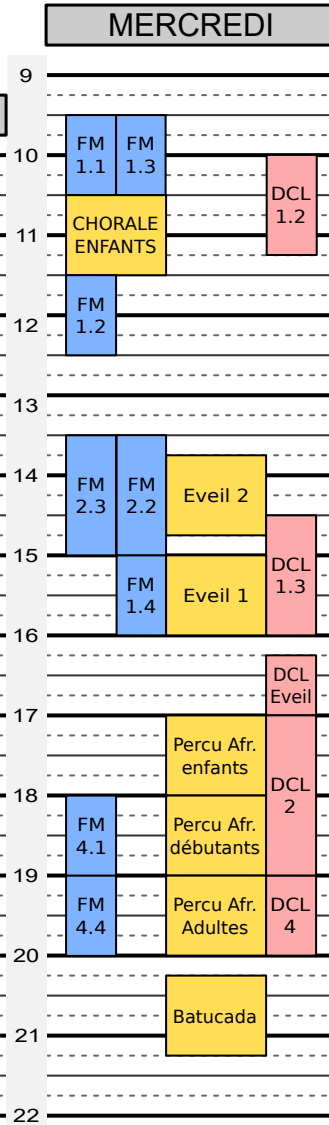 MERCREDI
9
10
11
12
13
14
15
16
17
18
19
20
21
22
FM
1.1
FM
1.3
DCL
1.2
CHORALE
ENFANTS
FM
1.2
FM
2.3
FM
2.2
Eveil 2
DCL
1.3
FM
1.4
Eveil 1
DCL
Eveil
Percu Afr.
enfants
DCL
2
FM
4.1
Percu Afr.
débutants
FM
4.4
Percu Afr.
Adultes
DCL
4
Batucada